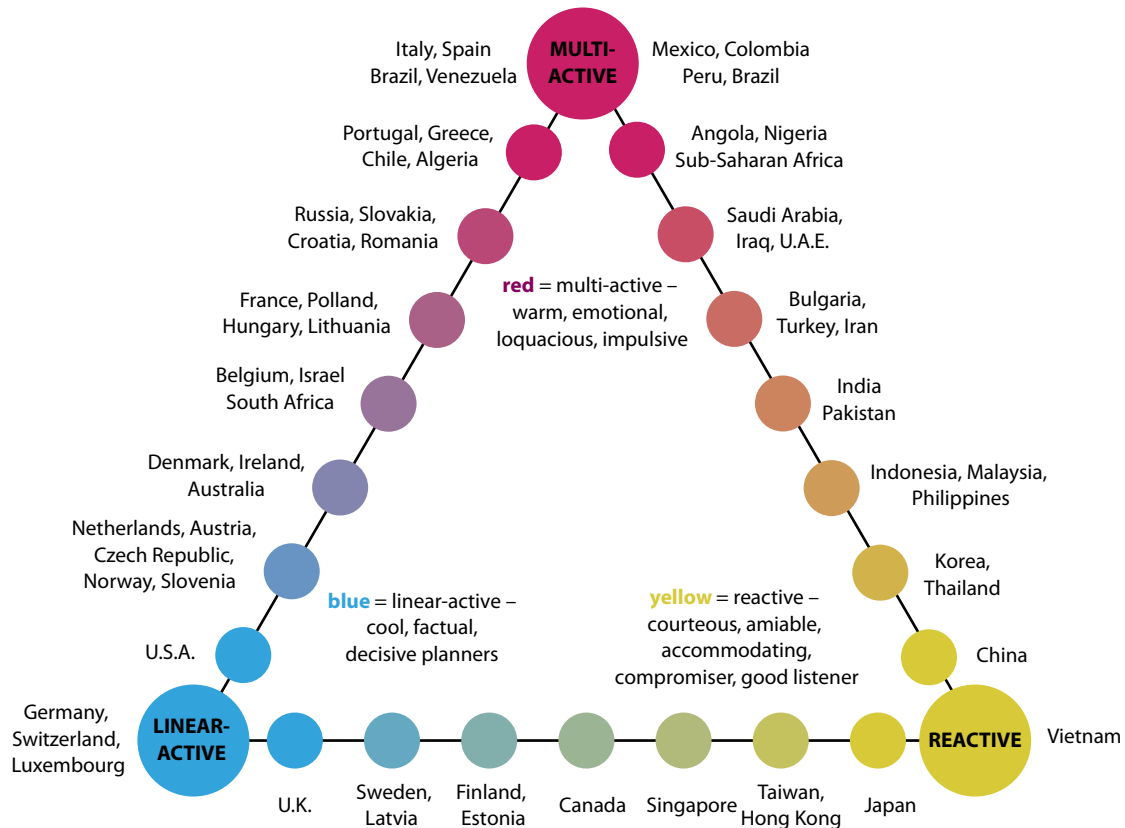 Italy, Spain
Brazil, Venezuela
MULTI-
ACTIVE
Mexico, Colombia
Peru, Brazil
Portugal, Greece,
Chile, Algeria
Angola, Nigeria
Sub-Saharan Africa
Russia, Slovakia,
Croatia, Romania
Saudi Arabia,
Iraq, U.A.E.
red = multi-active –
warm, emotional,
loquacious, impulsive
France, Polland,
Hungary, Lithuania
Bulgaria,
Turkey, Iran
Belgium, Israel
South Africa
India
Pakistan
Denmark, Ireland,
Australia
Indonesia, Malaysia,
Philippines
Netherlands, Austria,
Czech Republic,
Norway, Slovenia
Korea,
Thailand
blue = linear-active –
cool, factual,
decisive planners
yellow = reactive –
courteous, amiable,
accommodating,
compromiser, good listener
U.S.A.
China
Germany,
Switzerland,
Luxembourg
LINEAR-
ACTIVE
REACTIVE
Vietnam
U.K.
Sweden,
Latvia
Finland,
Estonia
Canada
Singapore
Taiwan,
Hong Kong
Japan